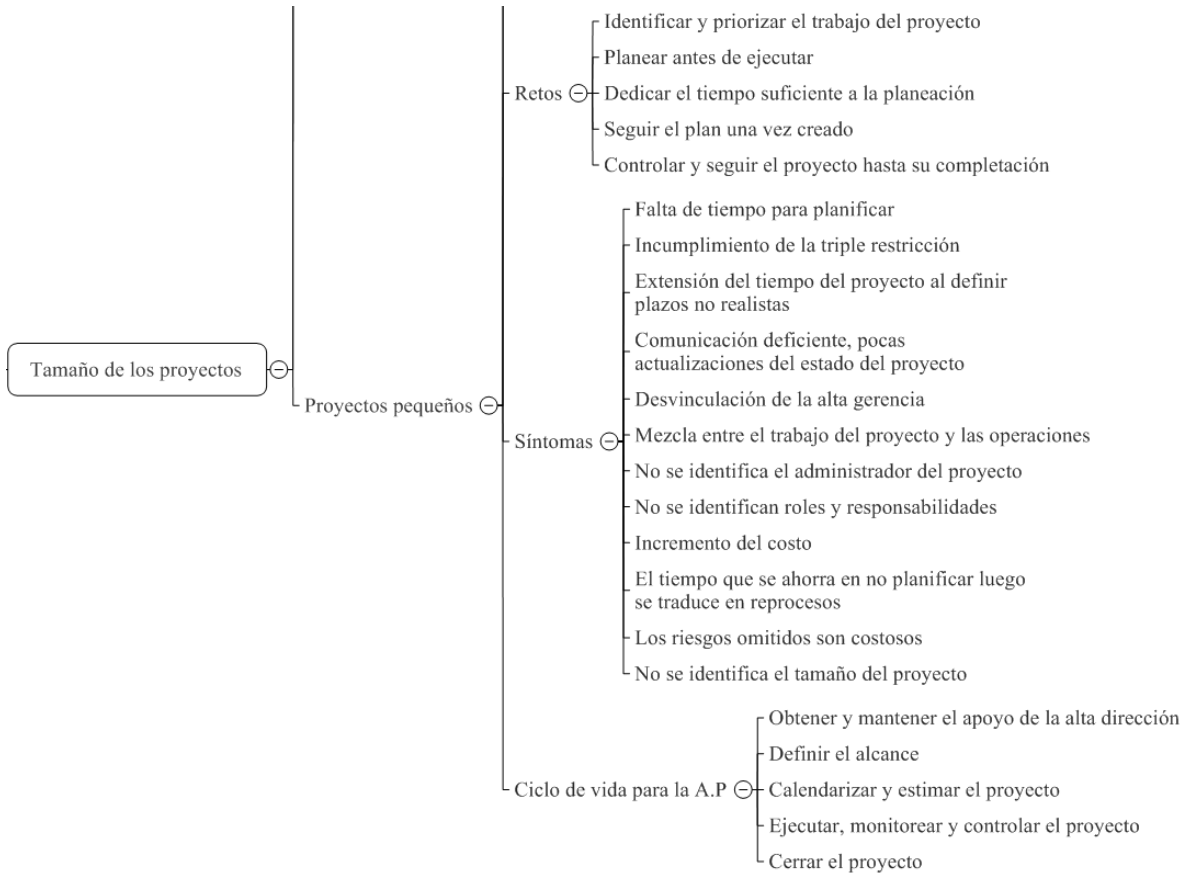 Identificar y priorizar el trabajo del proyecto
Planear antes de ejecutar
Retos
Dedicar el tiempo suficiente a la planeación
Seguir el plan una vez creado
Controlar y seguir el proyecto hasta su completación
Falta de tiempo para planificar
Incumplimiento de la triple restricción
Extensión del tiempo del proyecto al definir
plazos no realistas
Comunicación deficiente, pocas
actualizaciones del estado del proyecto
Tamaño de los proyectos
Desvinculación de la alta gerencia
Proyectos pequeños
Síntomas
Mezcla entre el trabajo del proyecto y las operaciones
No se identifica el administrador del proyecto
No se identifican roles y responsabilidades
Incremento del costo
El tiempo que se ahorra en no planificar luego
se traduce en reprocesos
Los riesgos omitidos son costosos
No se identifica el tamaño del proyecto
Obtener y mantener el apoyo de la alta dirección
Definir el alcance
Ciclo de vida para la A.P
Calendarizar y estimar el proyecto
Ejecutar, monitorear y controlar el proyecto
Cerrar el proyecto